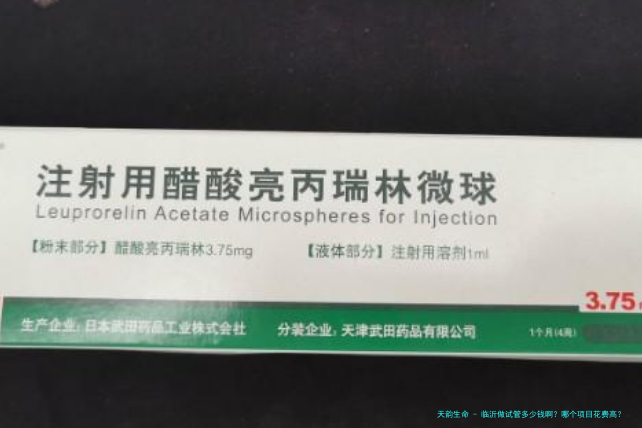 注射用醋酸亮丙瑞林微球
Leuprorelin Acetate Microspheres for Injection
【粉末部分】醋酸亮丙瑞林3.75mg 【液体部分】注射用溶剂1ml
3.75
生产企业：日本武田药品工业株式会社 分装企业：天津武田药品有限公司 1个月(4周)
天韵生命 - 临沂做试管多少钱啊？哪个项目花费高？